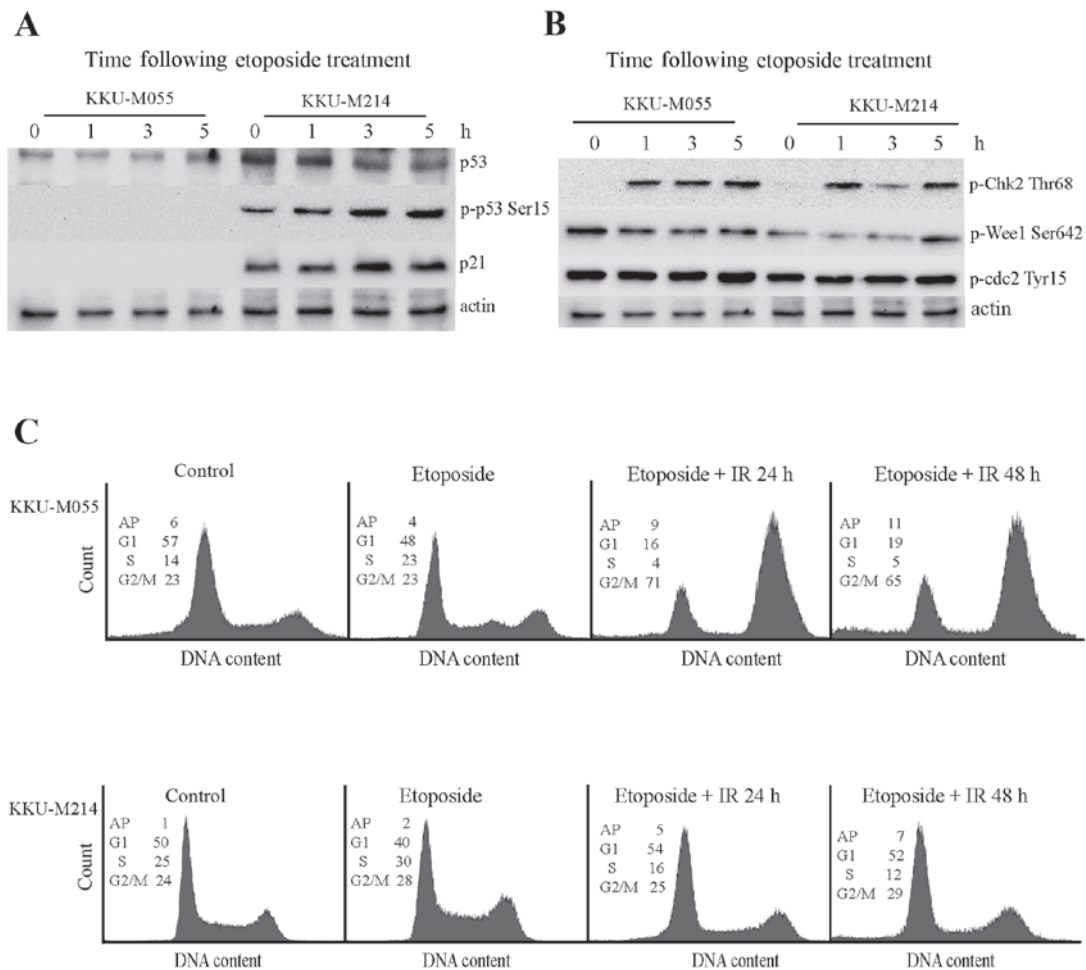 A
Time following etoposide treatment
KKU-M055 KKU-M214
0 1 3 5 0 1 3 5 h
p53
p-p53 Ser15
p21
actin
B
Time following etoposide treatment
KKU-M055 KKU-M214
0 1 3 5 0 1 3 5 h
p-Chk2 Thr68
p-Wee1 Ser642
p-cdc2 Tyr15
actin
C
KKU-M055
Count
Control
AP 6
G1 57
S 14
G2/M 23
DNA content
Etoposide
AP 4
G1 48
S 23
G2/M 23
DNA content
Etoposide + IR 24 h
AP 9
G1 16
S 4
G2/M 71
DNA content
Etoposide + IR 48 h
AP 11
G1 19
S 5
G2/M 65
DNA content
KKU-M214
Count
Control
AP 1
G1 50
S 25
G2/M 24
DNA content
Etoposide
AP 2
G1 40
S 30
G2/M 28
DNA content
Etoposide + IR 24 h
AP 5
G1 54
S 16
G2/M 25
DNA content
Etoposide + IR 48 h
AP 7
G1 52
S 12
G2/M 29
DNA content